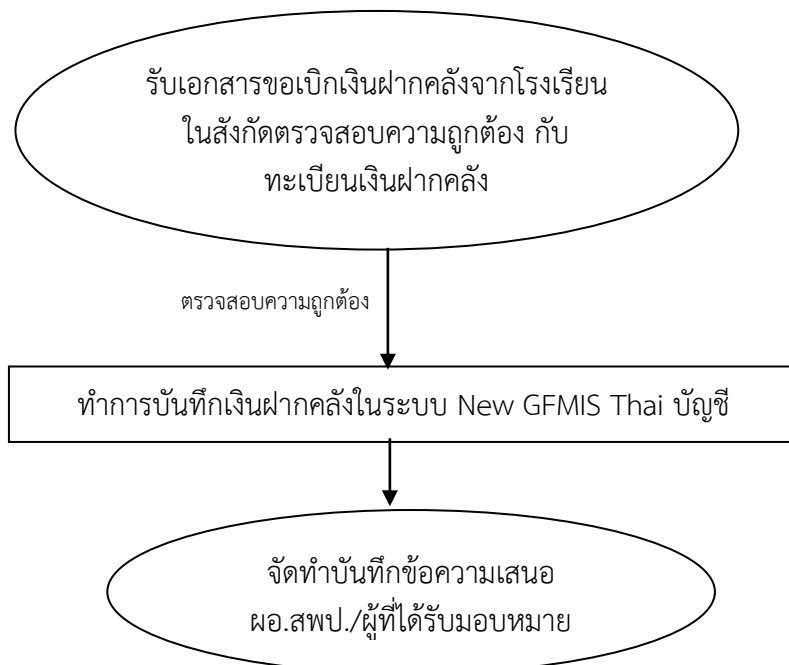 รับเอกสารขอเบิกเงินฝากคลังจากโรงเรียน
ในสังกัดตรวจสอบความถูกต้อง กับ
ทะเบียนเงินฝากคลัง
ตรวจสอบความถูกต้อง
ทำการบันทึกเงินฝากคลังในระบบ New GFMIS Thai บัญชี
จัดทำบันทึกข้อความเสนอ
ผอ.สพป./ผู้ที่ได้รับมอบหมาย